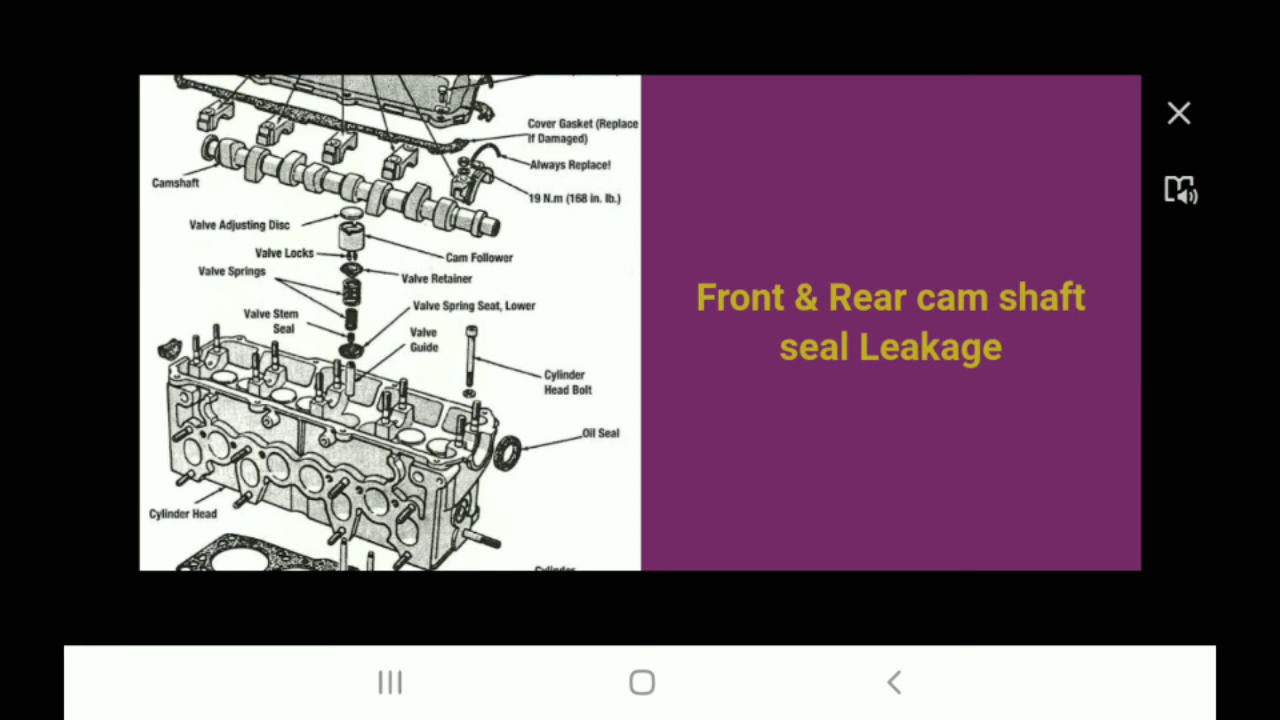 Cover Gasket (Replace
If Damaged)
Always Replace!
Camshaft
19 N.m (168 in. lb.)
Valve Adjusting Disc
Valve Locks
Cam Follower
Valve Springs
Valve Retainer
Valve Spring Seat, Lower
Valve Stem
Seal
Valve
Guide
Cylinder
Head Bolt
Oil Seal
Cylinder Head
Front & Rear cam shaft
seal Leakage